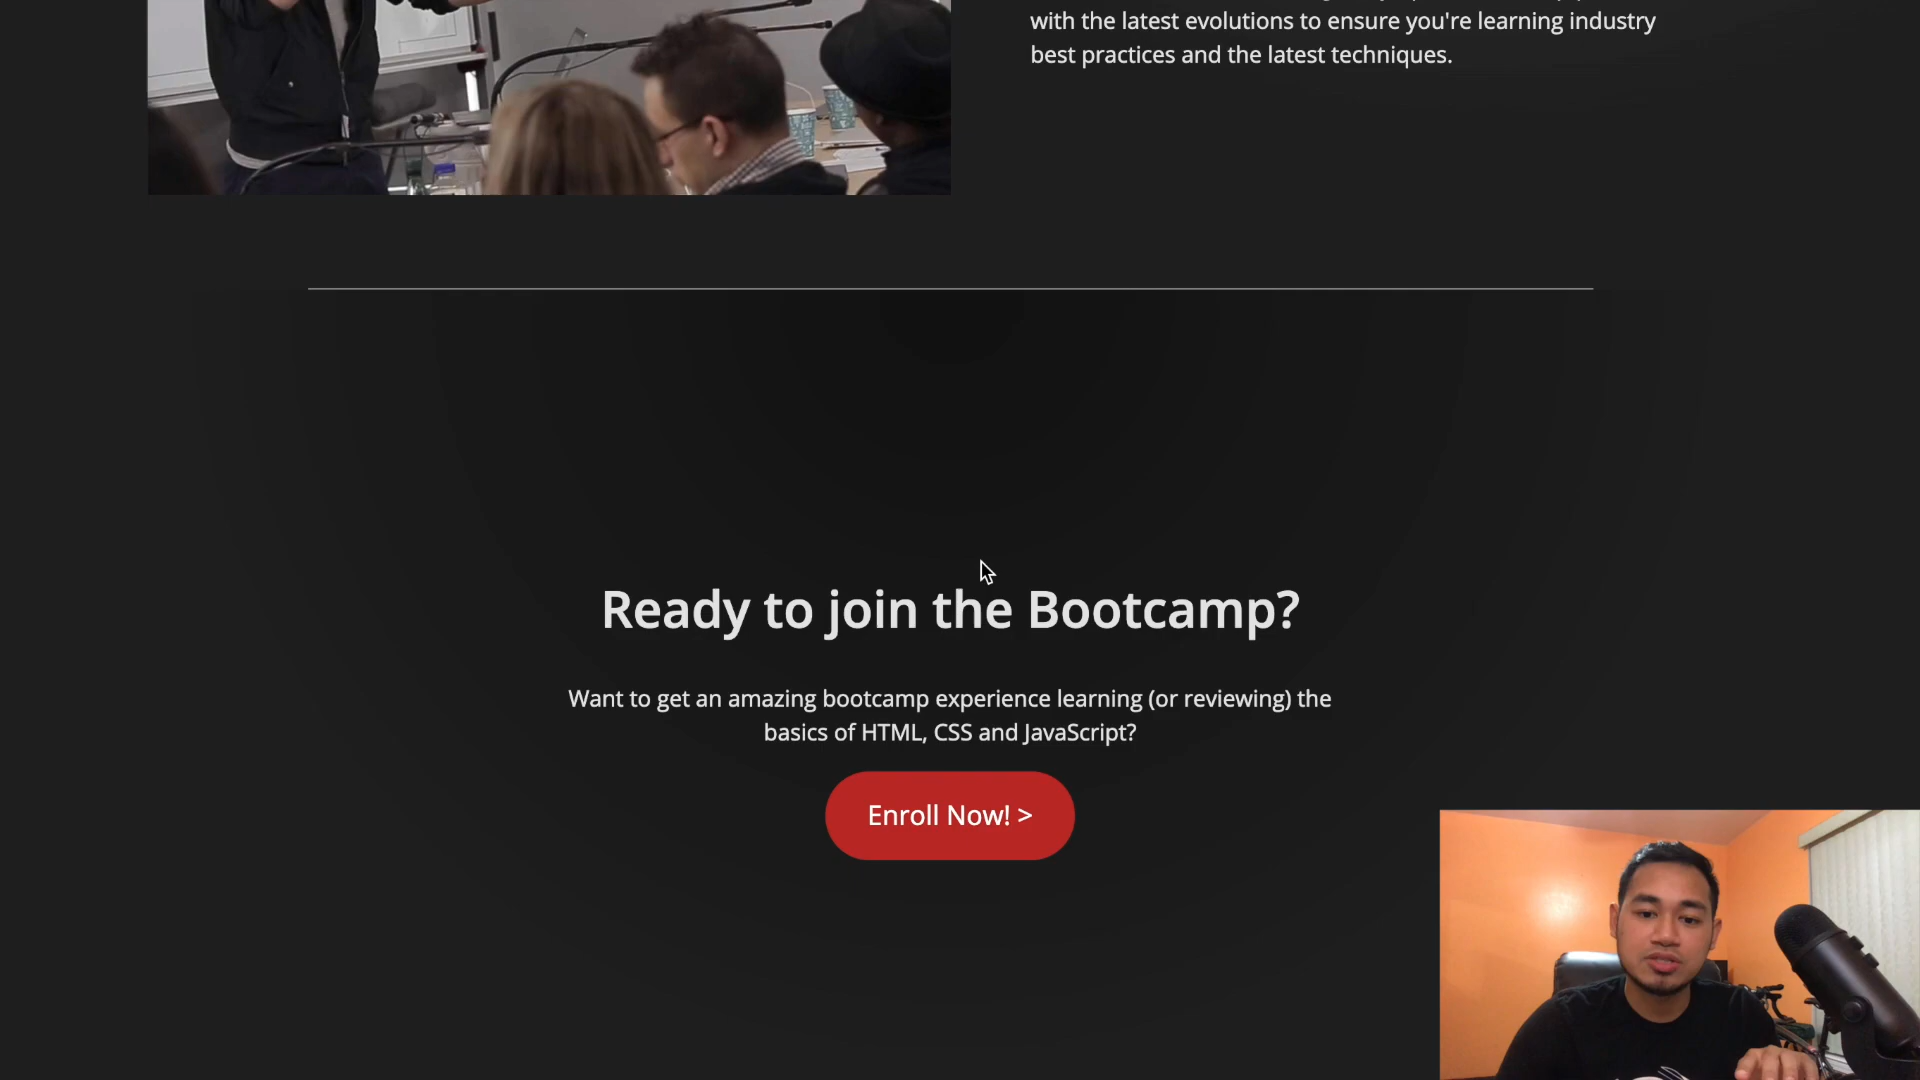 with the latest evolutions to ensure you're learning industry
best practices and the latest techniques.
Ready to join the Bootcamp?
Want to get an amazing bootcamp experience learning (or reviewing) the
basics of HTML, CSS and JavaScript?
Enroll Now! >